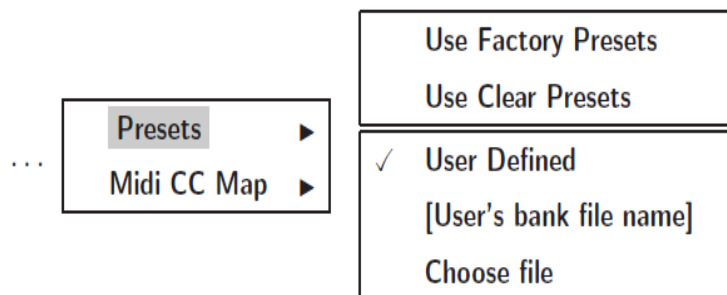 Use Factory Presets
Use Clear Presets
Presets ▶
... Midi CC Map ▶
✓ User Defined
[User's bank file name]
Choose file